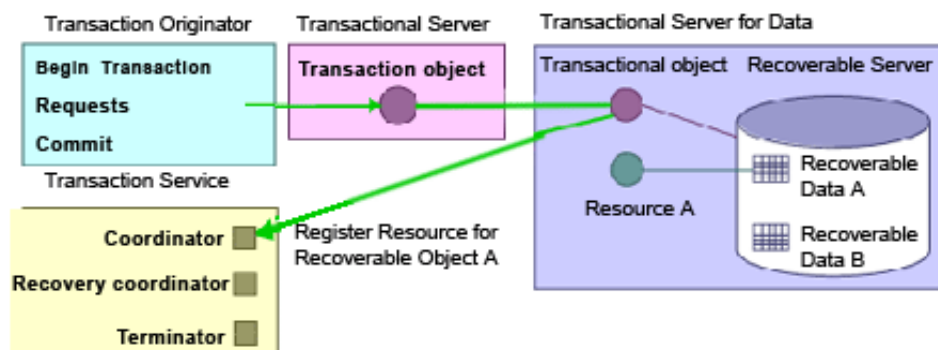 Transaction Originator
Begin Transaction
Requests
Commit
Transactional Server
Transaction object
Transactional Server for Data
Transactional object
Recoverable Server
Recoverable
Data A
Resource A
Recoverable
Data B
Transaction Service
Coordinator
Recovery coordinator
Terminator
Register Resource for
Recoverable Object A